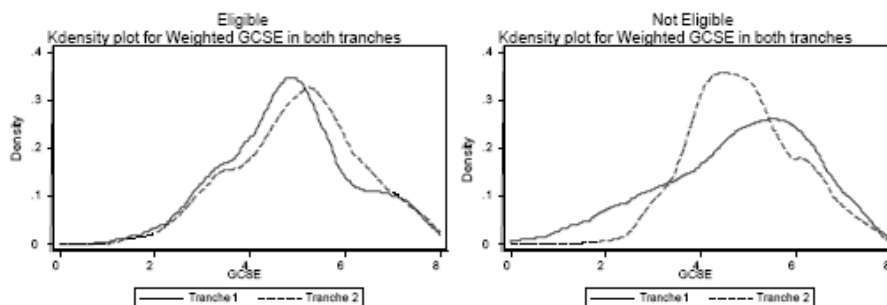 Eligible
Kdensity plot for Weighted GCSE in both tranches
.4
.3
.2
.1
0
Density
0 2 4 6 8
GCSE
Tranche 1 Tranche 2
Not Eligible
Kdensity plot for Weighted GCSE in both tranches
.4
.3
.2
.1
0
Density
0 2 4 6 8
GCSE
Tranche 1 Tranche 2